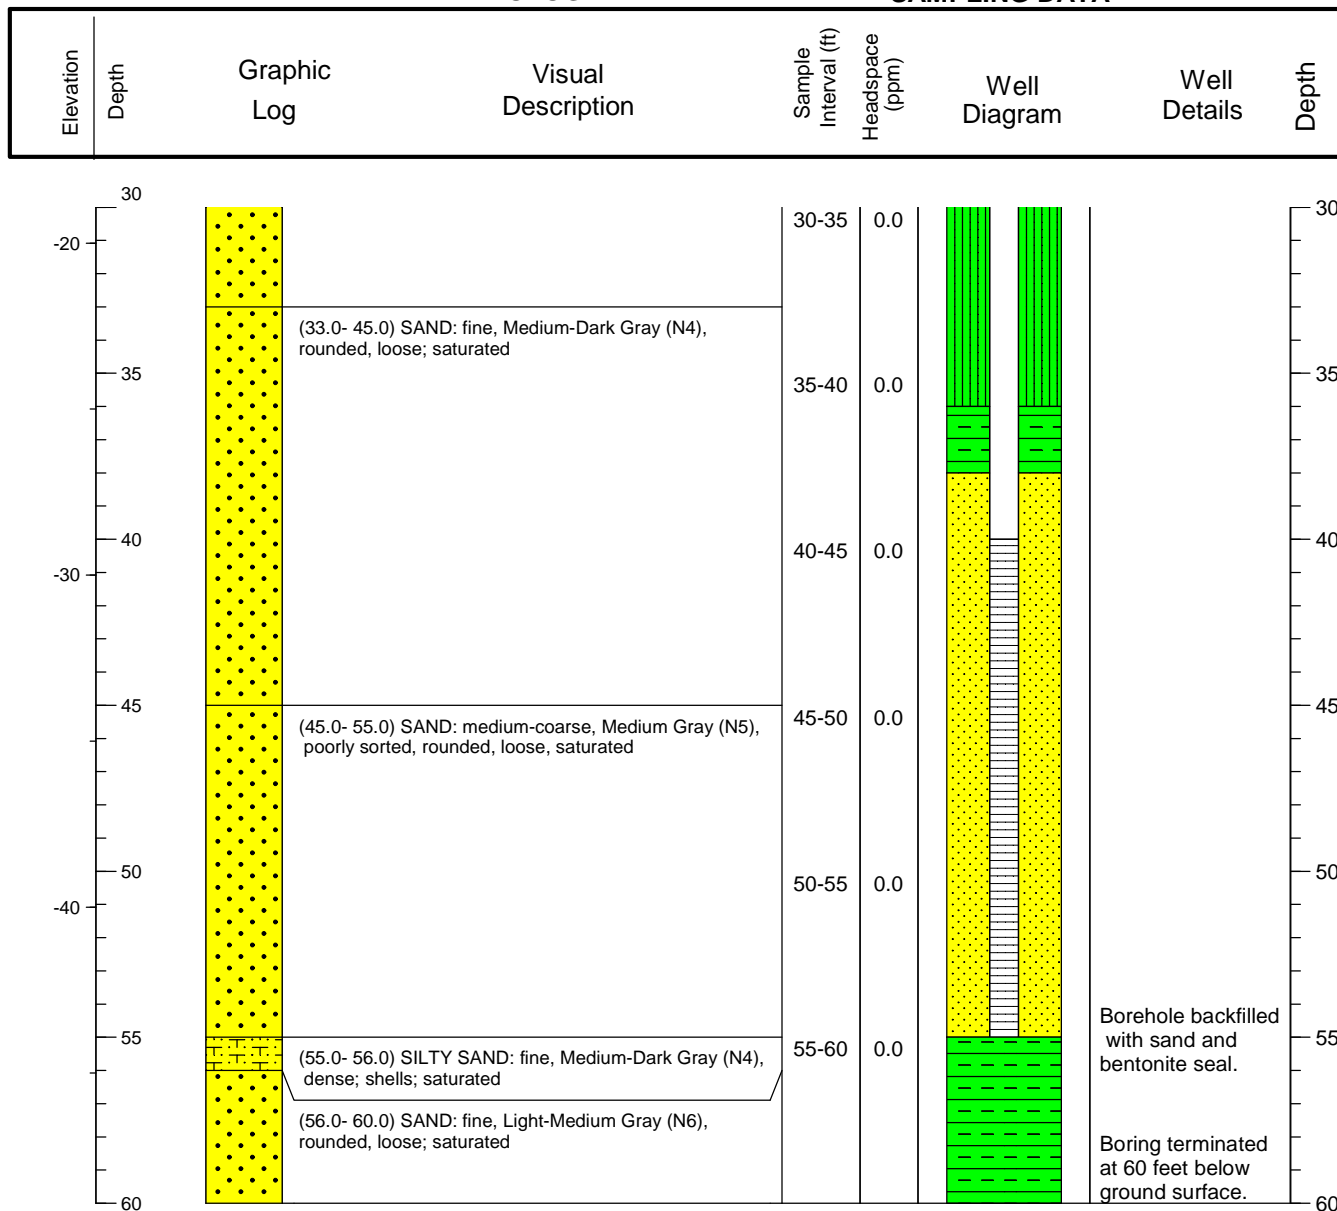 SAMPLING DATA
Elevation
Depth
Graphic
Log
Visual
Description
Sample
Interval (ft)
Headspace
(ppm)
Well
Diagram
Well
Details
Depth
30
30-35 0.0
30
-20
(33.0- 45.0) SAND: fine, Medium-Dark Gray (N4),
rounded, loose; saturated
35
35-40 0.0
35
40
40-45 0.0
40
-30
45
(45.0- 55.0) SAND: medium-coarse, Medium Gray (N5),
poorly sorted, rounded, loose, saturated
45-50 0.0
45
50
50-55 0.0
50
-40
Borehole backfilled
with sand and
bentonite seal.
55
(55.0- 56.0) SILTY SAND: fine, Medium-Dark Gray (N4),
dense; shells; saturated
55-60 0.0
55
(56.0- 60.0) SAND: fine, Light-Medium Gray (N6),
rounded, loose; saturated
Boring terminated
at 60 feet below
ground surface.
60
60